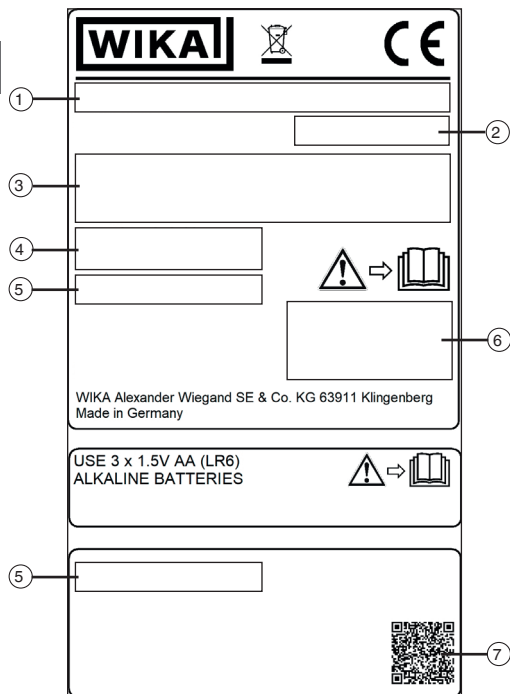 WIKA
CE
1
2
3
4
5
6
WIKA Alexander Wiegand SE & Co. KG 63911 Klingenberg
Made in Germany
USE 3 x 1.5V AA (LR6)
ALKALINE BATTERIES
5
7